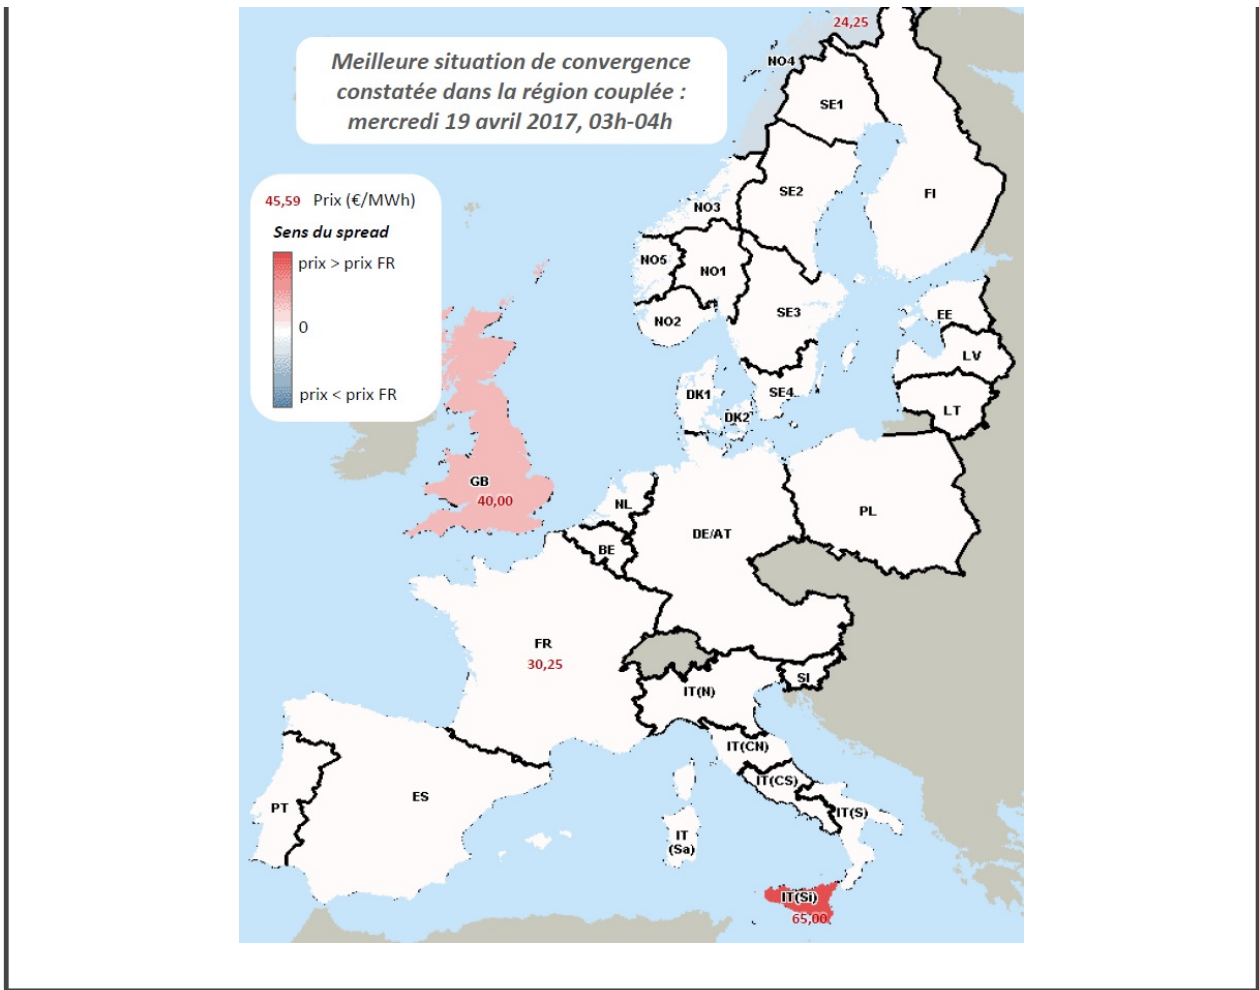 24,25
Meilleure situation de convergence
constatée dans la région couplée :
mercredi 19 avril 2017, 03h-04h
NO4
SE1
45,59 Prix (€/MWh)
Sens du spread
prix > prix FR
0
prix < prix FR
SE2
FI
NO3
NO5
NO1
NO2
SE3
EE
LV
DK1
SE4
DK2
LT
GB
40,00
NL
PL
DE/AT
BE
FR
30,25
SI
IT(N)
IT(CN)
IT(CS)
ES
PT
IT(S)
IT
(Sa)
IT(Si)
65,00